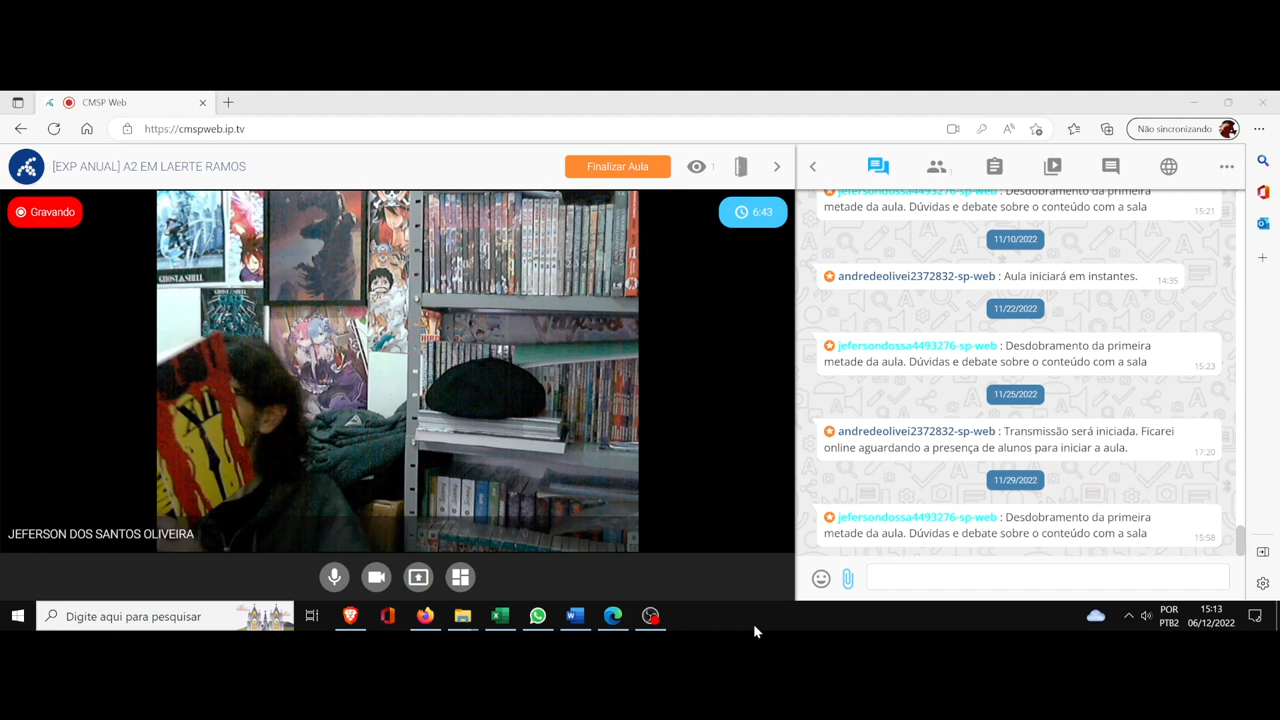 CMSP Web
https://cmspweb.ip.tv
Não sincronizando
[EXP ANUAL] A2 EM LAERTE RAMOS
Finalizar Aula
1
Gravando
6:43
GHOST & SHELL
JEFERSON DOS SANTOS OLIVEIRA
1
jefersondossa4493276-sp-web : Desdobramento da primeira
metade da aula. Dúvidas e debate sobre o conteúdo com a sala
15:21
11/10/2022
andredeolivei2372832-sp-web : Aula iniciará em instantes.
14:35
11/22/2022
jefersondossa4493276-sp-web : Desdobramento da primeira
metade da aula. Dúvidas e debate sobre o conteúdo com a sala
15:23
11/25/2022
andredeolivei2372832-sp-web : Transmissão será iniciada. Ficarei
online aguardando a presença de alunos para iniciar a aula.
17:20
11/29/2022
jefersondossa4493276-sp-web : Desdobramento da primeira
metade da aula. Dúvidas e debate sobre o conteúdo com a sala
15:58
Digite aqui para pesquisar
POR
PTB2
15:13
06/12/2022